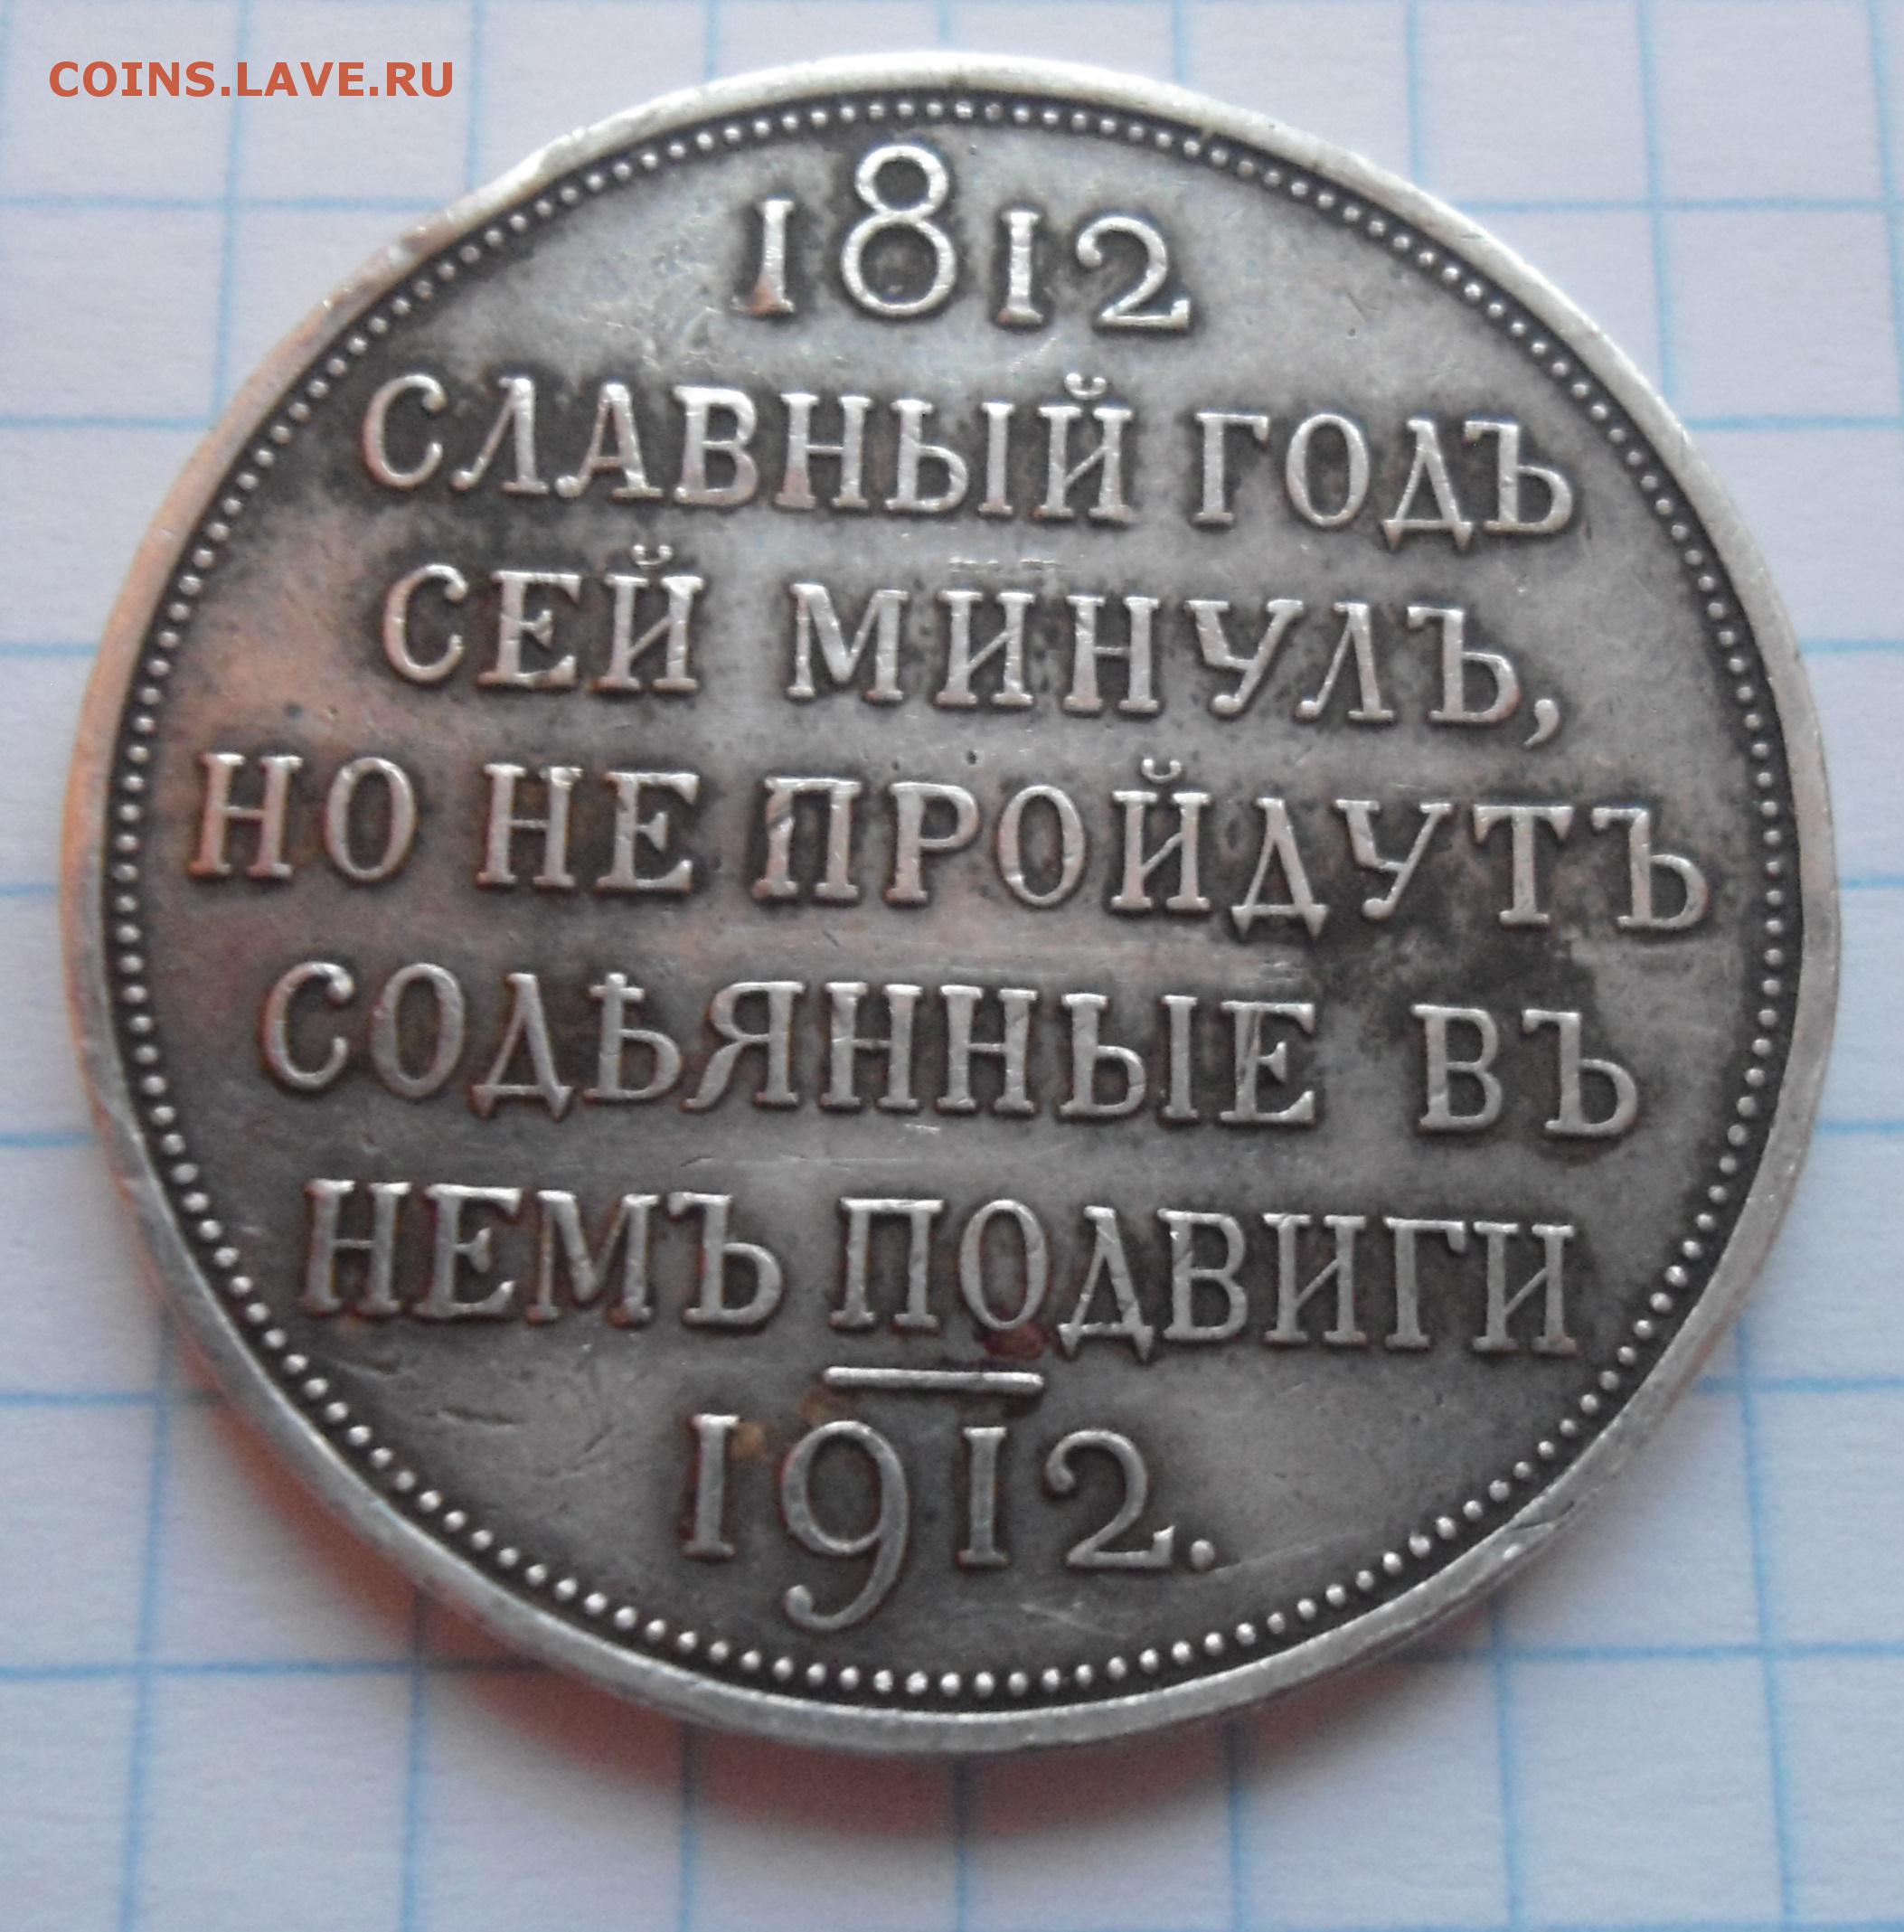 COINS.LAVE.RU
1812
СЛАВНЫЙ ГОДЪ
СЕЙ МИНУЛЪ,
НО НЕ ПРОЙДУТЪ
СОДѢЯННЫЕ ВЪ
НЕМЪ ПОДВИГИ
1912.